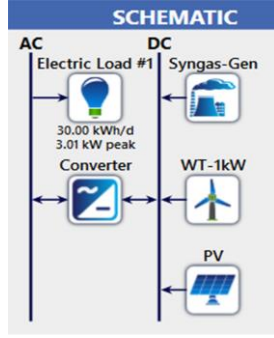 SCHEMATIC
AC DC
Electric Load #1 Syngas-Gen
30.00 kWh/d
3.01 kW peak
Converter WT-1kW
PV